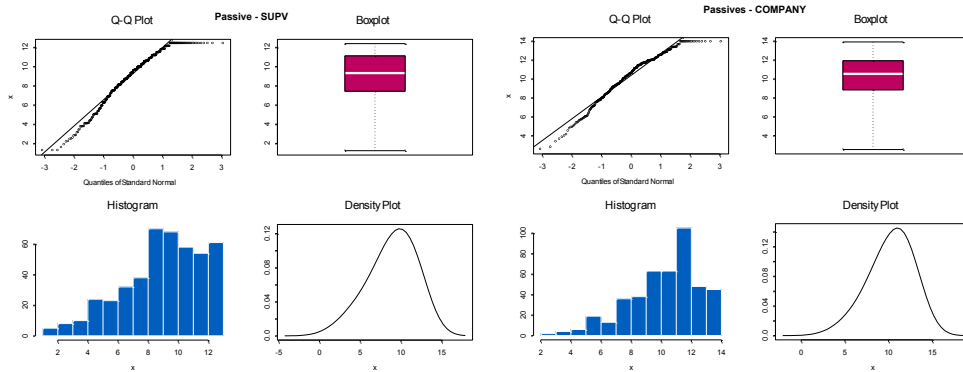 Passive - SUPV
Q-Q Plot
Boxplot
x
2 4 6 8 10 12
-3 -2 -1 0 1 2 3
Quantiles of Standard Normal
2 4 6 8 10 12
Histogram
Density Plot
0 20 40 60
2 4 6 8 10 12
x
0.0 0.04 0.08 0.12
-5 0 5 10 15
x
Passives - COMPANY
Q-Q Plot
Boxplot
x
4 6 8 10 12 14
-3 -2 -1 0 1 2 3
Quantiles of Standard Normal
4 6 8 10 12 14
Histogram
Density Plot
0 20 40 60 80 100
2 4 6 8 10 12 14
x
0.0 0.04 0.08 0.12
0 5 10 15
x